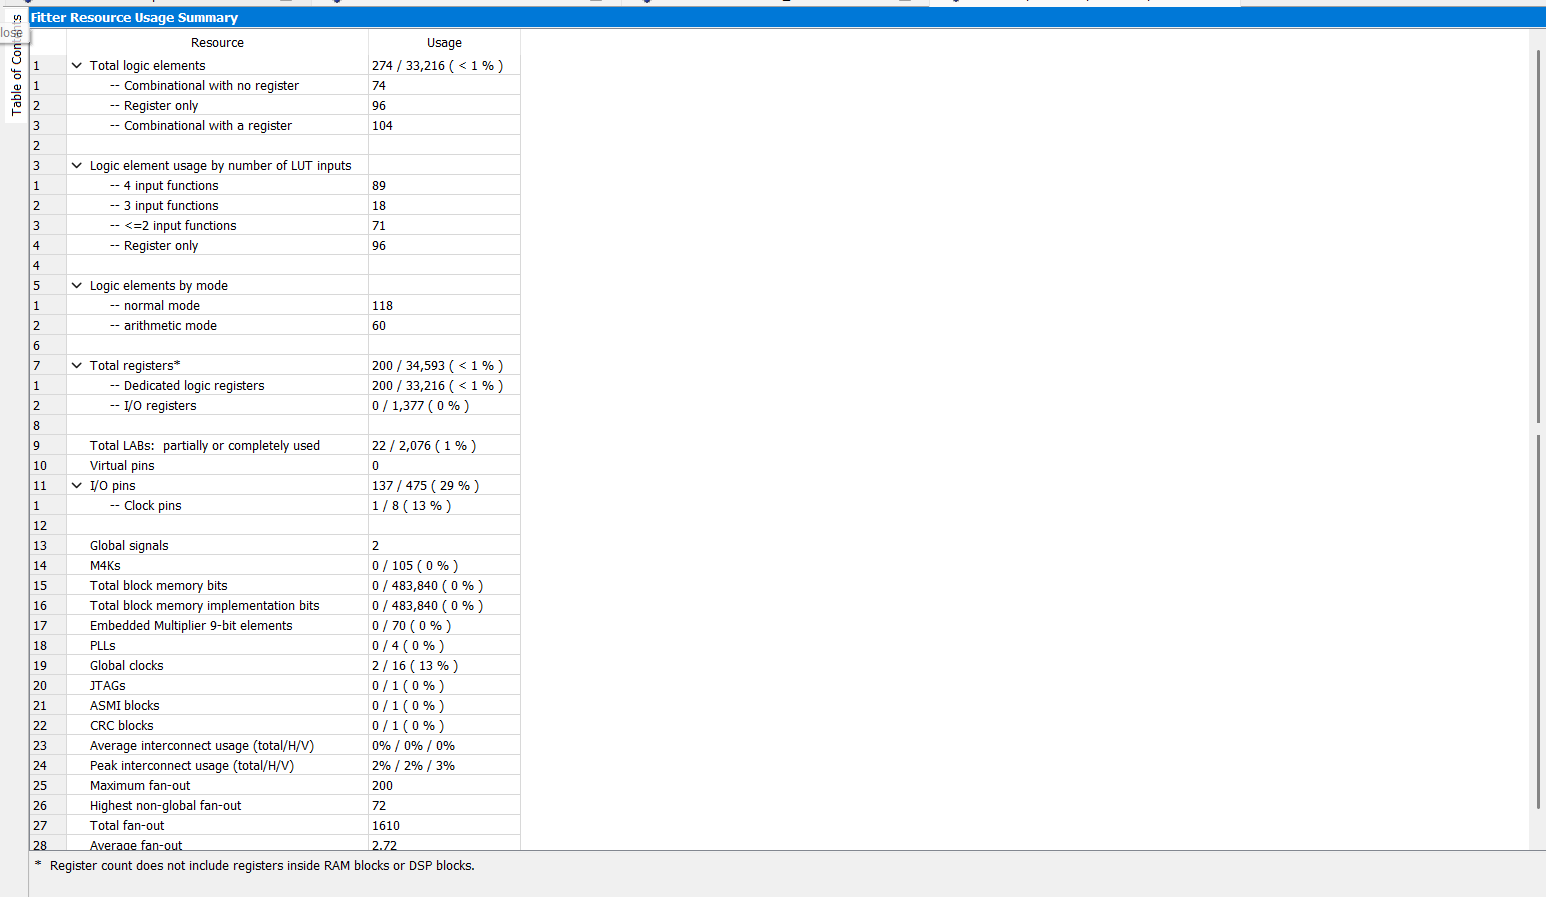 Fitter Resource Usage Summary
lose
Table of Contents
Resource Usage
1 Total logic elements 274 / 33,216 ( < 1 % )
1 -- Combinational with no register 74
2 -- Register only 96
3 -- Combinational with a register 104
2
3 Logic element usage by number of LUT inputs
1 -- 4 input functions 89
2 -- 3 input functions 18
3 -- <=2 input functions 71
4 -- Register only 96
4
5 Logic elements by mode
1 -- normal mode 118
2 -- arithmetic mode 60
6
7 Total registers* 200 / 34,593 ( < 1 % )
1 -- Dedicated logic registers 200 / 33,216 ( < 1 % )
2 -- I/O registers 0 / 1,377 ( 0 % )
8
9 Total LABs:  partially or completely used 22 / 2,076 ( 1 % )
10 Virtual pins 0
11 I/O pins 137 / 475 ( 29 % )
1 -- Clock pins 1 / 8 ( 13 % )
12
13 Global signals 2
14 M4Ks 0 / 105 ( 0 % )
15 Total block memory bits 0 / 483,840 ( 0 % )
16 Total block memory implementation bits 0 / 483,840 ( 0 % )
17 Embedded Multiplier 9-bit elements 0 / 70 ( 0 % )
18 PLLs 0 / 4 ( 0 % )
19 Global clocks 2 / 16 ( 13 % )
20 JTAGs 0 / 1 ( 0 % )
21 ASMI blocks 0 / 1 ( 0 % )
22 CRC blocks 0 / 1 ( 0 % )
23 Average interconnect usage (total/H/V) 0% / 0% / 0%
24 Peak interconnect usage (total/H/V) 2% / 2% / 3%
25 Maximum fan-out 200
26 Highest non-global fan-out 72
27 Total fan-out 1610
28 Average fan-out 2.72
* Register count does not include registers inside RAM blocks or DSP blocks.